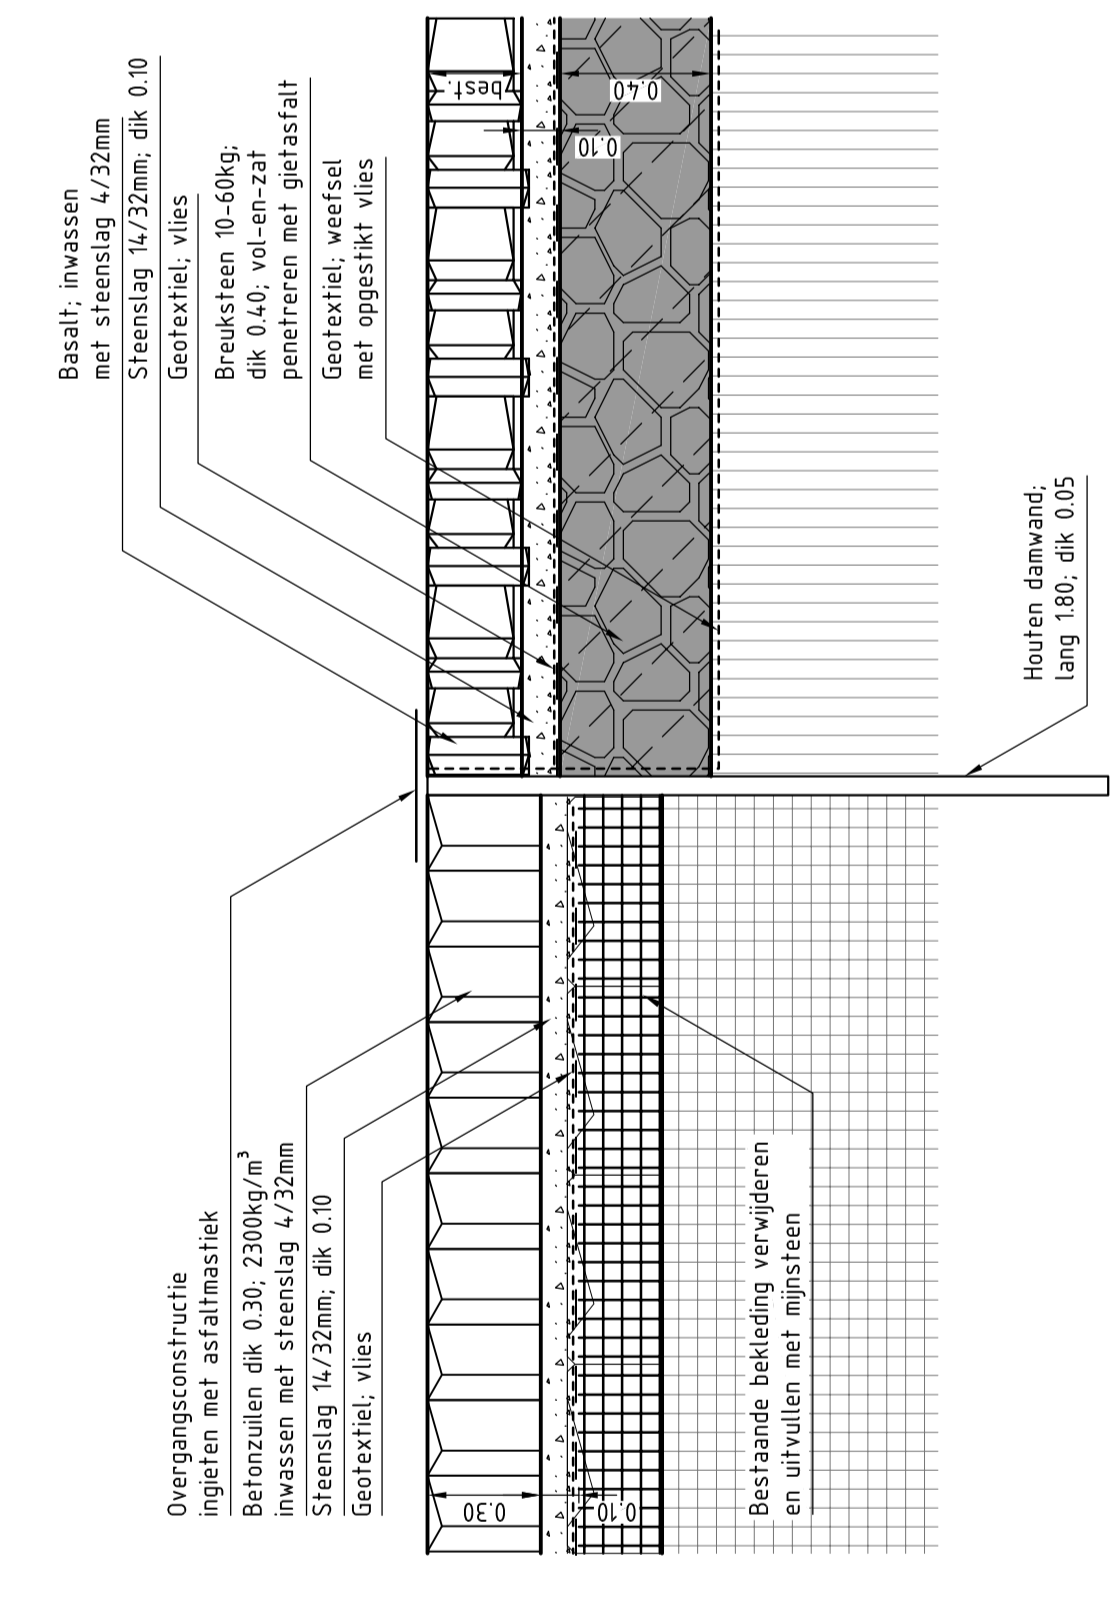 Basalt; inwassen
met steenslag 4/32mm
Steenslag 14/32mm; dik 0.10
Geotextiel; vlies
Breuksteen 10-60kg;
dik 0.40; vol-en-zat
penetreren met gietasfalt
Geotextiel; weefsel
met opgestikt vlies
best.
0.10
0.40
Houten damwand;
lang 1.80; dik 0.05
Overgangsconstructie
ingieten met asfaltmastiek
Betonzuilen dik 0.30; 2300kg/m³
inwassen met steenslag 4/32mm
Steenslag 14/32mm; dik 0.10
Geotextiel; vlies
0.30
0.10
Bestaande bekleding verwijderen
en uitvullen met mijnsteen